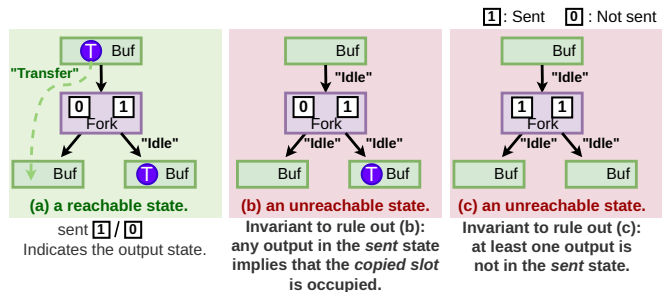 1 : Sent 0 : Not sent
T Buf
"Transfer"
0 1
Fork
"Idle"
Buf
T Buf
(a) a reachable state.
sent 1 / 0
Indicates the output state.
Buf
"Idle"
0 1
Fork
"Idle" "Idle"
Buf
T Buf
(b) an unreachable state.
Invariant to rule out (b):
any output in the sent state
implies that the copied slot
is occupied.
Buf
"Idle"
1 1
Fork
"Idle" "Idle"
Buf
Buf
(c) an unreachable state.
Invariant to rule out (c):
at least one output is
not in the sent state.